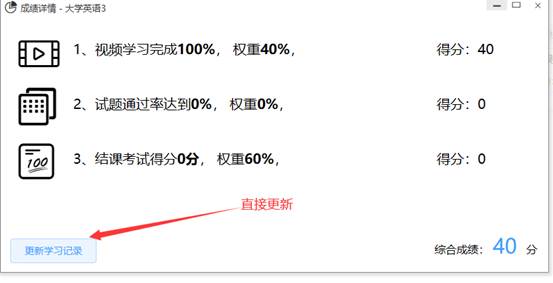 成绩详情 - 大学英语3
1、视频学习完成100%， 权重40%， 得分：40
2、试题通过率达到0%， 权重0%， 得分：0
100
3、结课考试得分0分， 权重60%， 得分：0
直接更新
更新学习记录 综合成绩： 40 分